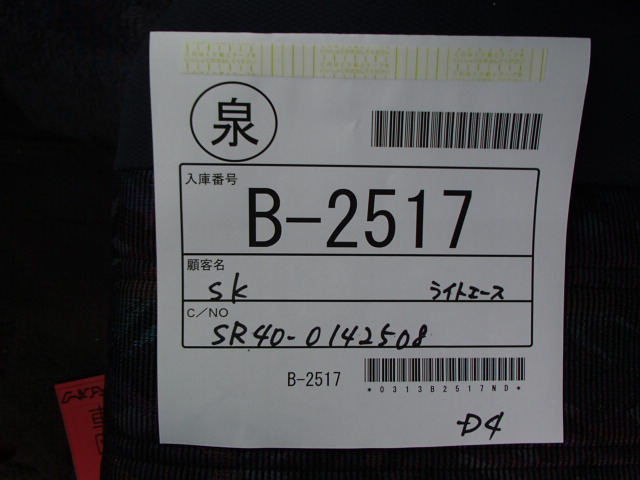 泉
入庫番号
B-2517
顧客名
sk ライトエース
C/NO
SR40-0142508
B-2517
*0313B2517ND*
D4